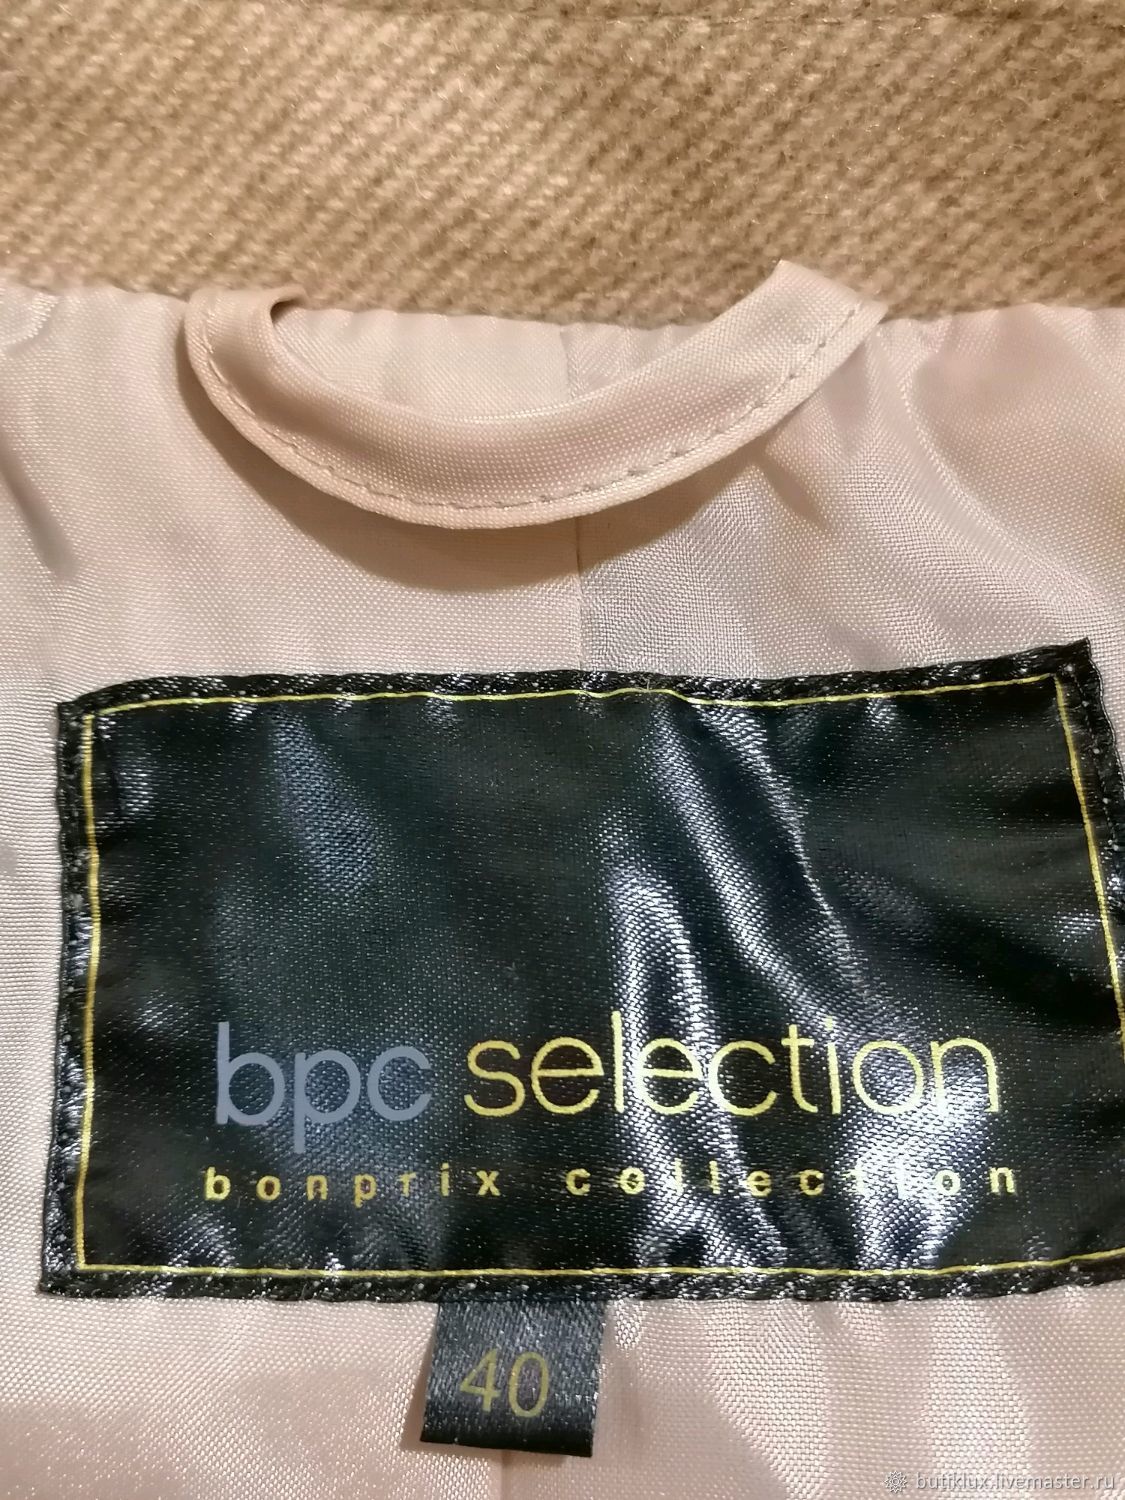 bpc selection
bonprix collection
40
butiklux.livemaster.ru